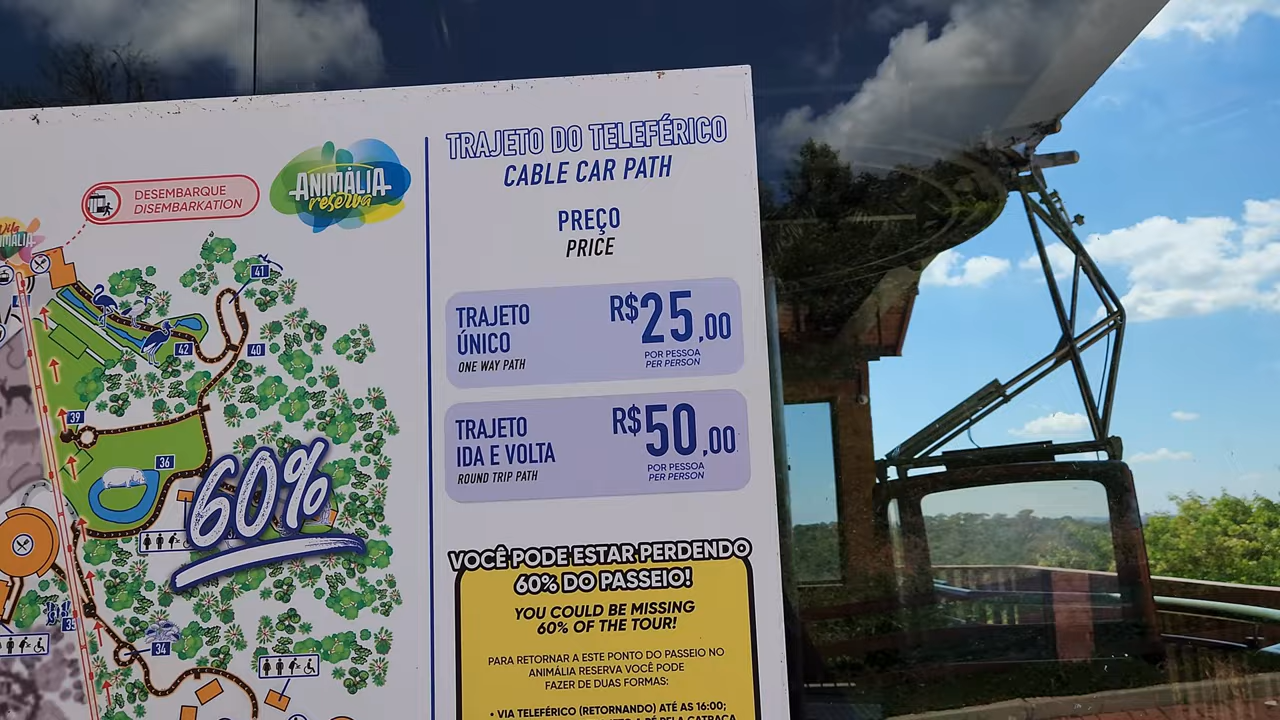 DESEMBARQUE
DISEMBARKATION
ANIMÁLIA
reserva
41
42
40
39
36
60%
35
34
TRAJETO DO TELEFÉRICO
CABLE CAR PATH
PREÇO
PRICE
TRAJETO
ÚNICO
ONE WAY PATH
R$25,00
POR PESSOA
PER PERSON
TRAJETO
IDA E VOLTA
ROUND TRIP PATH
R$50,00
POR PESSOA
PER PERSON
VOCÊ PODE ESTAR PERDENDO
60% DO PASSEIO!
YOU COULD BE MISSING
60% OF THE TOUR!
PARA RETORNAR A ESTE PONTO DO PASSEIO NO
ANIMÁLIA RESERVA VOCÊ PODE
FAZER DE DUAS FORMAS:
• VIA TELEFÉRICO (RETORNANDO) ATÉ AS 16:00;